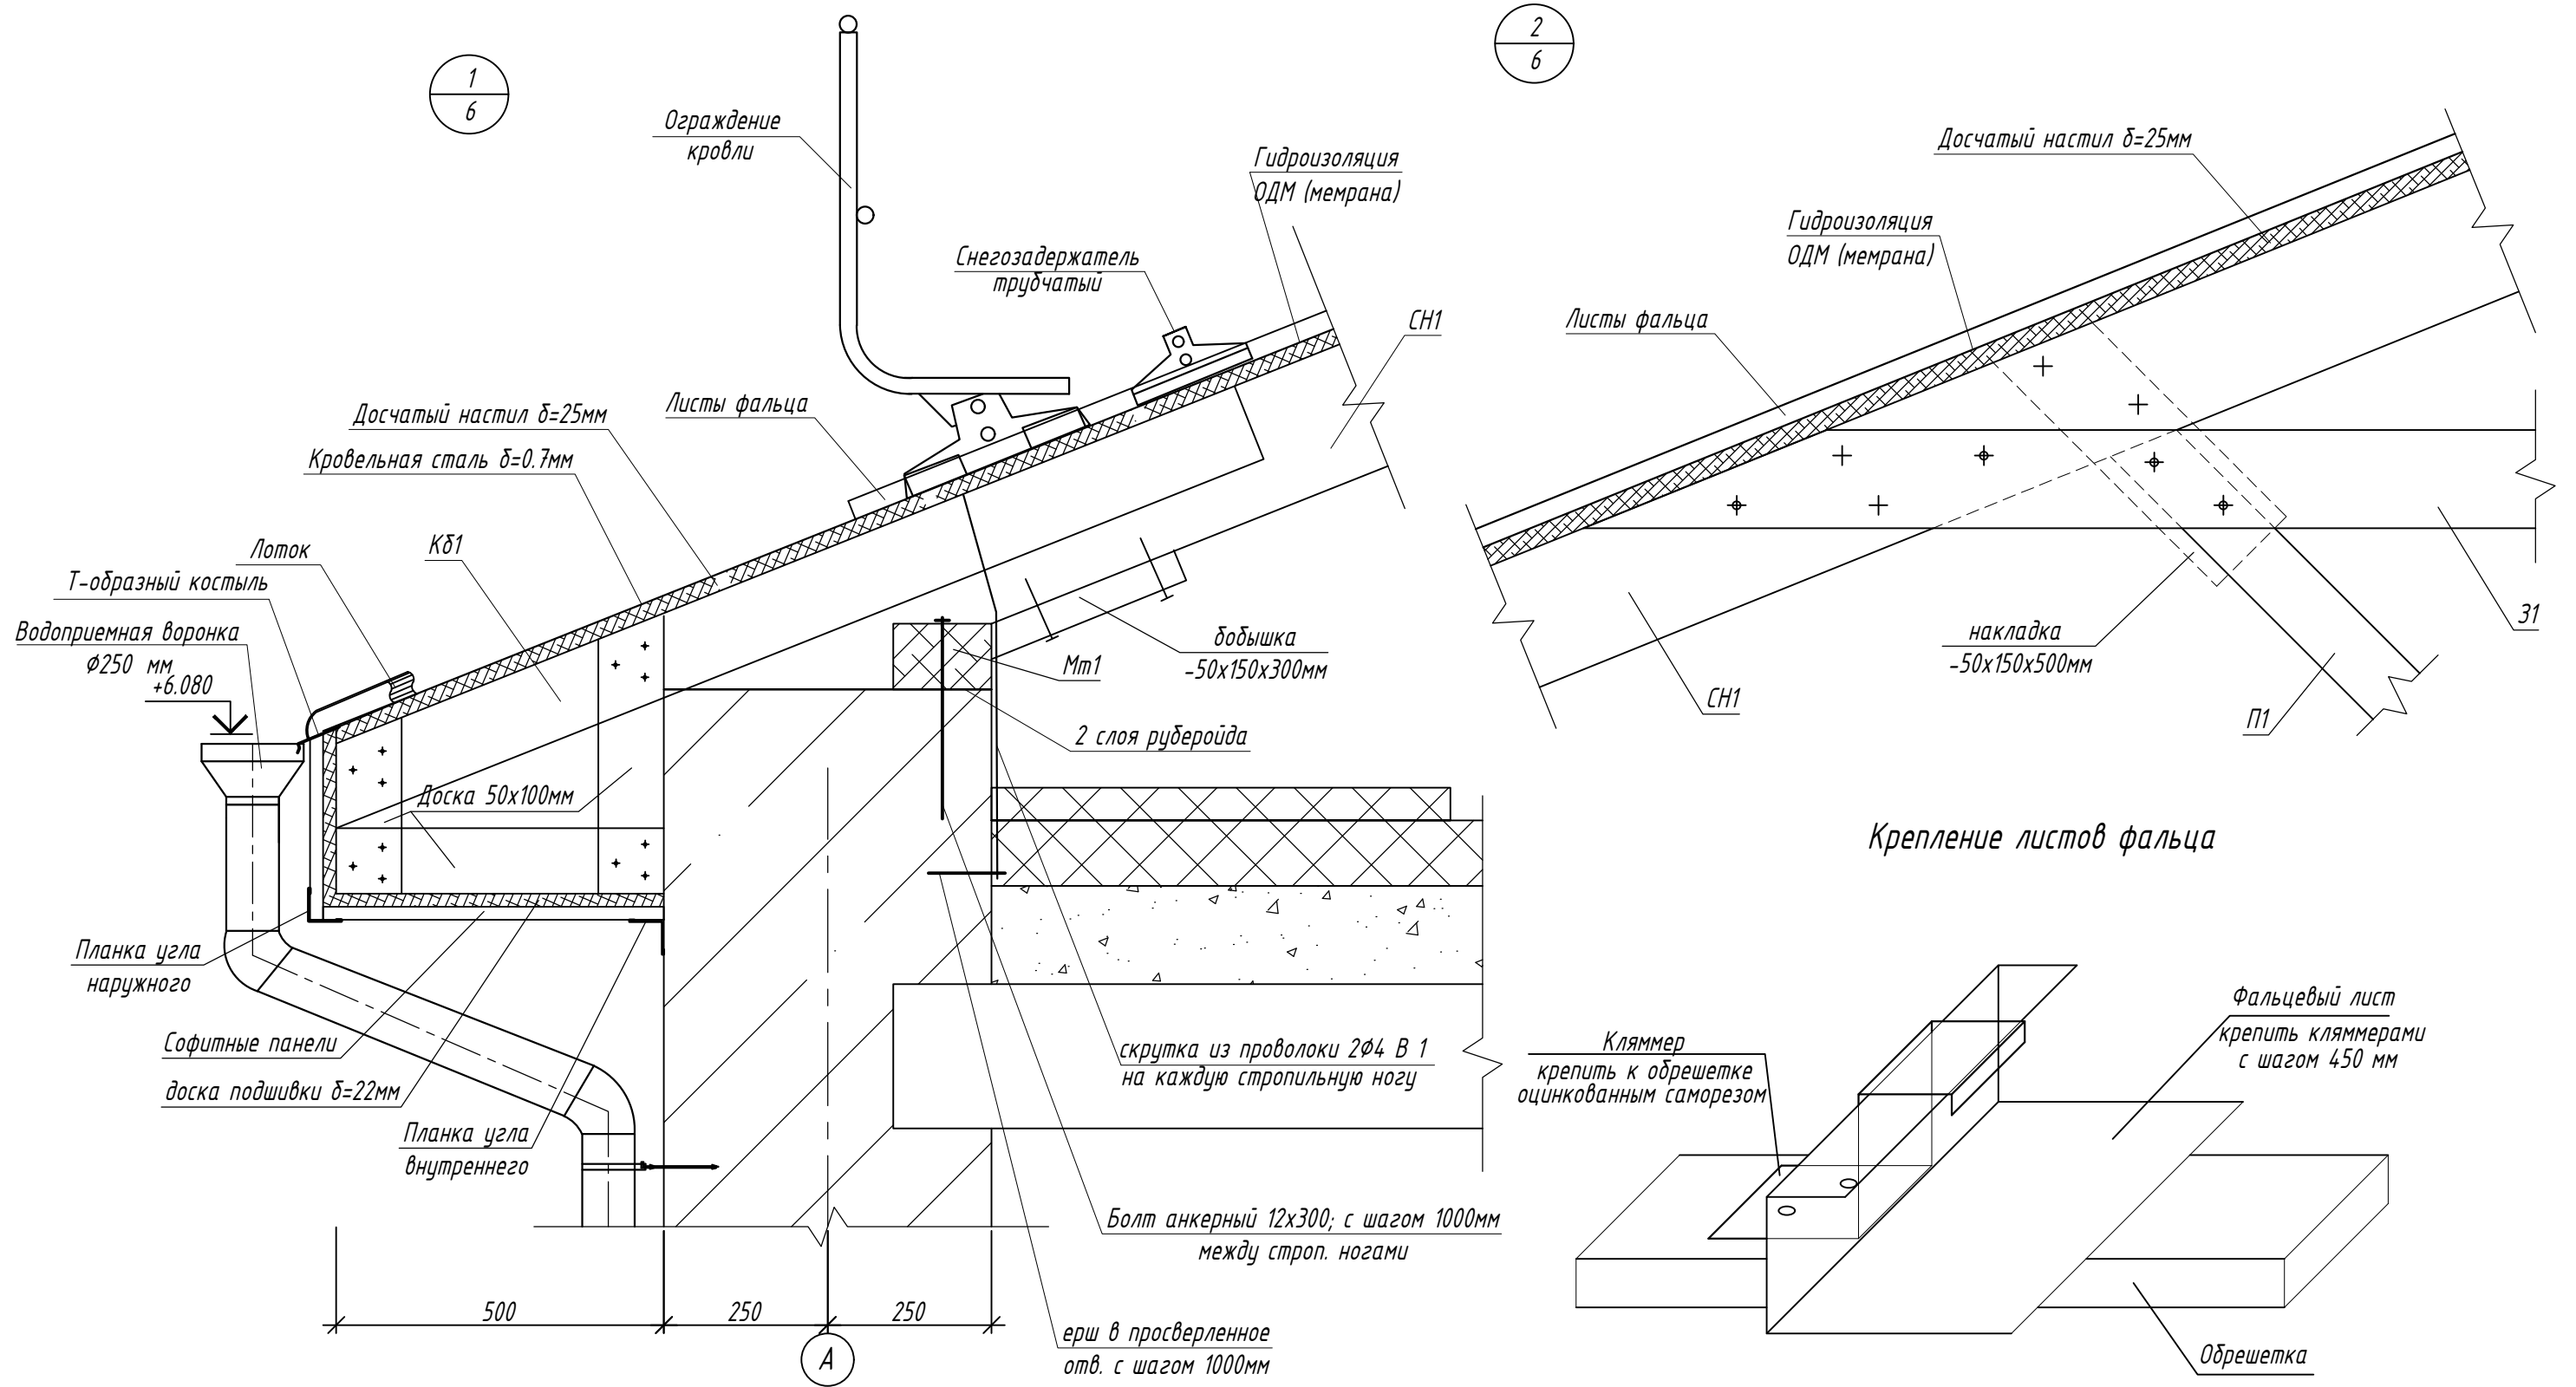 1
6
Ограждение
кровли
Гидроизоляция
ОДМ (мемрана)
Снегозадержатель
трубчатый
СН1
Листы фальца
Досчатый настил δ=25мм
Кровельная сталь δ=0.7мм
Лоток
Кб1
Т-образный костыль
Водоприемная воронка
Ф250 мм
+6.080
бобышка
-50х150х300мм
Мт1
2 слоя руберойда
Доска 50х100мм
Планка угла
наружного
Софитные панели
доска подшивки δ=22мм
Планка угла
внутреннего
скрутка из проволоки 2Ф4 В 1
на каждую стропильную ногу
Болт анкерный 12х300; с шагом 1000мм
между строп. ногами
ерш в просверленное
отв. с шагом 1000мм
500
250
250
А
2
6
Досчатый настил δ=25мм
Гидроизоляция
ОДМ (мемрана)
Листы фальца
накладка
-50х150х500мм
З1
СН1
П1
Крепление листов фальца
Фальцевый лист
крепить кляммерами
с шагом 450 мм
Кляммер
крепить к обрешетке
оцинкованным саморезом
Обрешетка